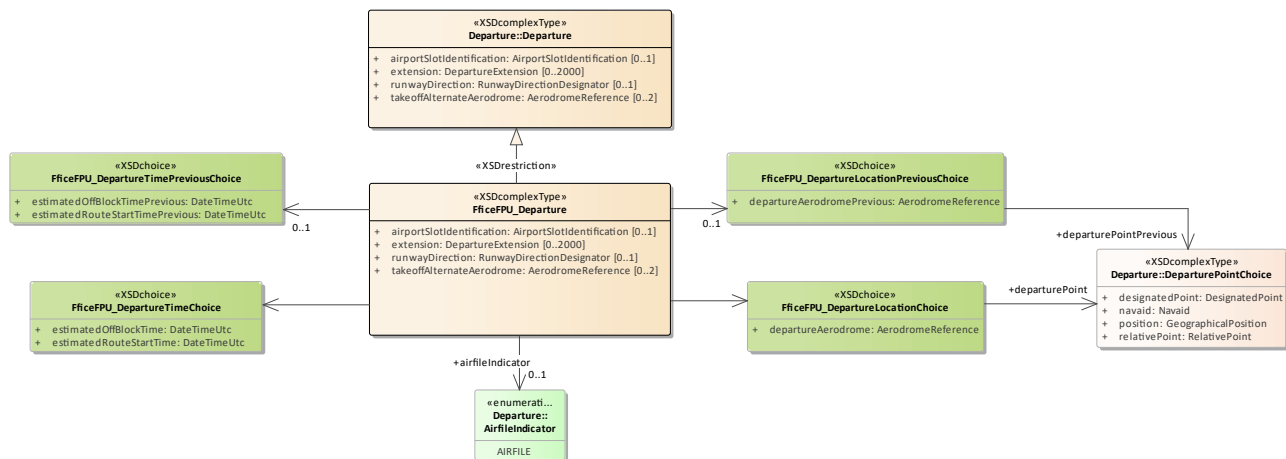 «XSDcomplexType»
Departure::Departure
+ airportSlotIdentification: AirportSlotIdentification [0..1]
+ extension: DepartureExtension [0..2000]
+ runwayDirection: RunwayDirectionDesignator [0..1]
+ takeoffAlternateAerodrome: AerodromeReference [0..2]
«XSDrestriction»
«XSDchoice»
FficeFPU_DepartureTimePreviousChoice
+ estimatedOffBlockTimePrevious: DateTimeUtc
+ estimatedRouteStartTimePrevious: DateTimeUtc
0..1
«XSDcomplexType»
FficeFPU_Departure
+ airportSlotIdentification: AirportSlotIdentification [0..1]
+ extension: DepartureExtension [0..2000]
+ runwayDirection: RunwayDirectionDesignator [0..1]
+ takeoffAlternateAerodrome: AerodromeReference [0..2]
0..1
«XSDchoice»
FficeFPU_DepartureLocationPreviousChoice
+ departureAerodromePrevious: AerodromeReference
+departurePointPrevious
«XSDcomplexType»
Departure::DeparturePointChoice
+ designatedPoint: DesignatedPoint
+ navaid: Navaid
+ position: GeographicalPosition
+ relativePoint: RelativePoint
«XSDchoice»
FficeFPU_DepartureTimeChoice
+ estimatedOffBlockTime: DateTimeUtc
+ estimatedRouteStartTime: DateTimeUtc
«XSDchoice»
FficeFPU_DepartureLocationChoice
+ departureAerodrome: AerodromeReference
+departurePoint
+airfileIndicator
0..1
«enumerati...
Departure::
AirfileIndicator
AIRFILE